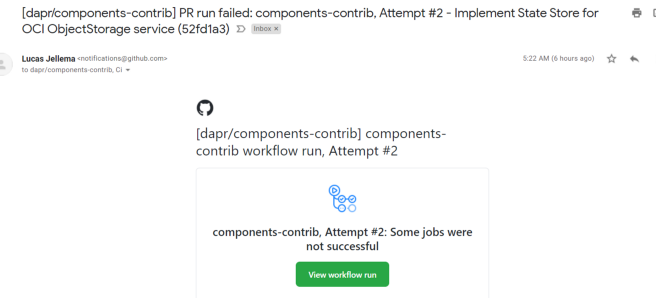 [dapr/components-contrib] PR run failed: components-contrib, Attempt #2 - Implement State Store for
OCI ObjectStorage service (52fd1a3) Inbox ×
Lucas Jellema <notifications@github.com> 5:22 AM (6 hours ago)
to dapr/components-contrib, Ci
[dapr/components-contrib] components-
contrib workflow run, Attempt #2
components-contrib, Attempt #2: Some jobs were
not successful
View workflow run